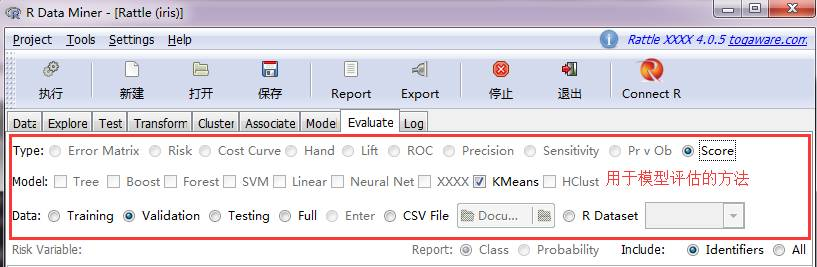 R Data Miner - [Rattle (iris)]
Project Tools Settings Help Rattle XXXX 4.0.5 togaware.com
执行 新建 打开 保存 Report Export 停止 退出 Connect R
Data Explore Test Transform Cluster Associate Model Evaluate Log
Type: Error Matrix Risk Cost Curve Hand Lift ROC Precision Sensitivity Pr v Ob Score
Model: Tree Boost Forest SVM Linear Neural Net XXXX KMeans HClust 用于模型评估的方法
Data: Training Validation Testing Full Enter CSV File Docu... R Dataset
Risk Variable: Report: Class Probability Include: Identifiers All